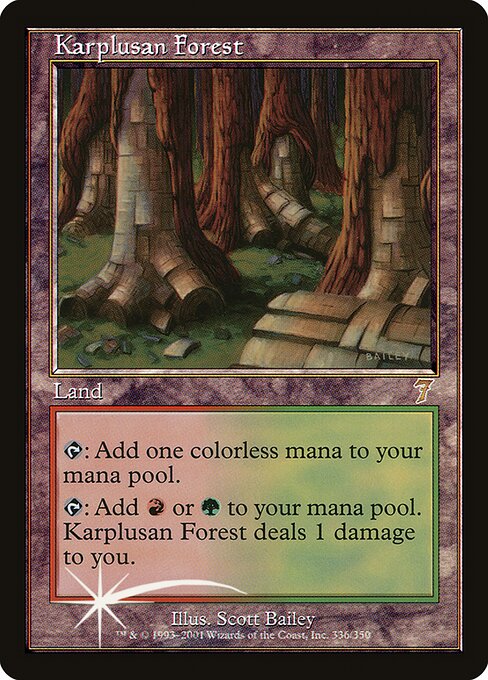 Karplusan Forest
BAILEY
Land
7
: Add one colorless mana to your
mana pool.
: Add or to your mana pool.
Karplusan Forest deals 1 damage
to you.
Illus. Scott Bailey
™ & © 1993–2001 Wizards of the Coast, Inc. 336/350